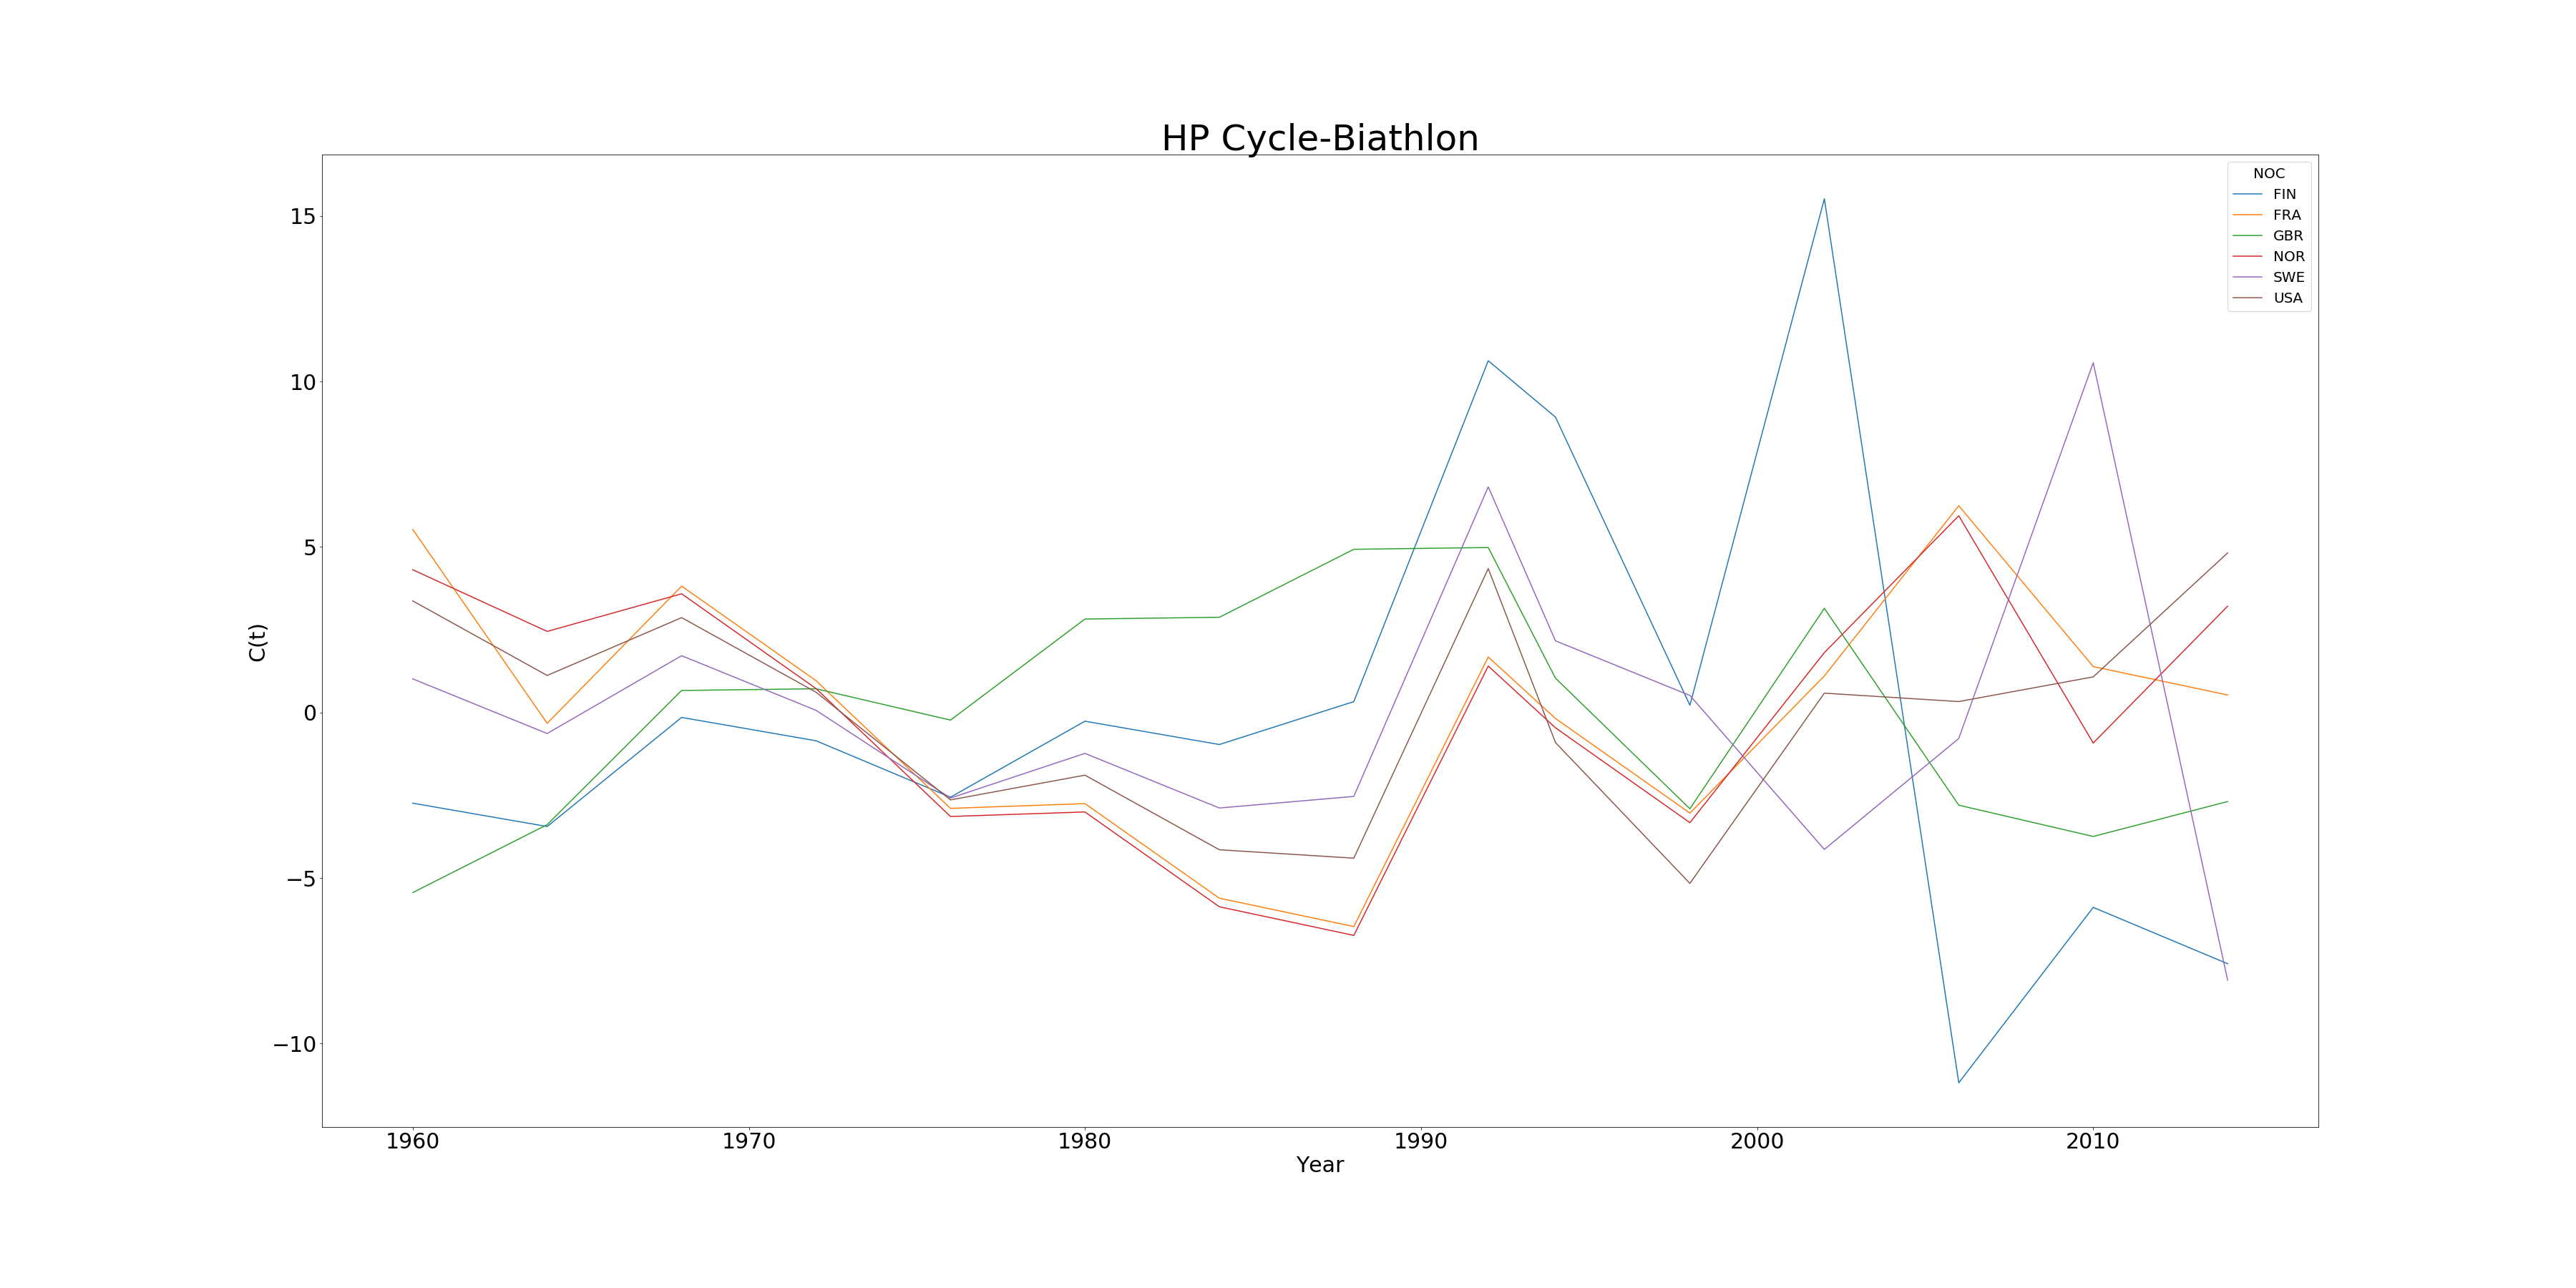 HP Cycle-Biathlon
NOC
FIN
FRA
GBR
NOR
SWE
USA
15
10
5
0
−5
−10
C(t)
1960 1970 1980 1990 2000 2010
Year